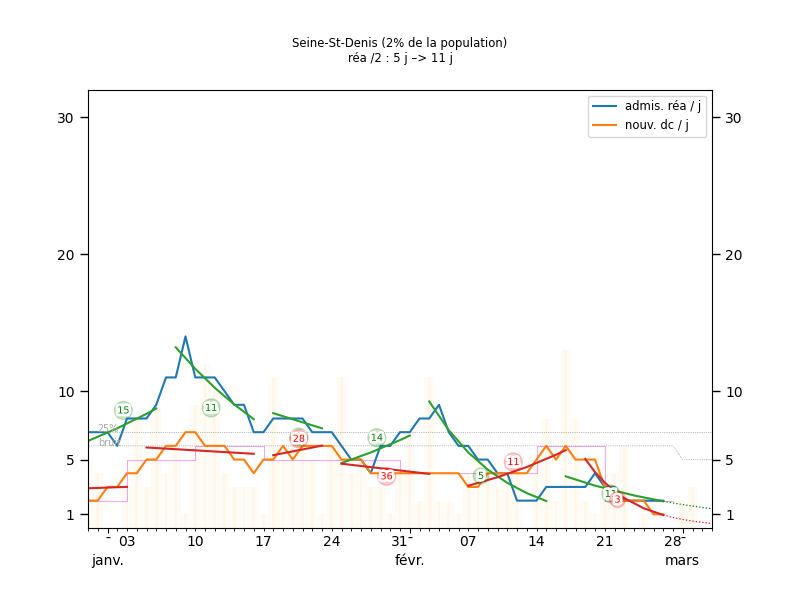 Seine-St-Denis (2% de la population)
réa /2 : 5 j –> 11 j
admis. réa / j
nouv. dc / j
30 30
20 20
10 10
5 5
1 1
15
11
28
14
36
5
11
11
3
25%
bruit
03 10 17 24 31 07 14 21 28
janv. févr. mars